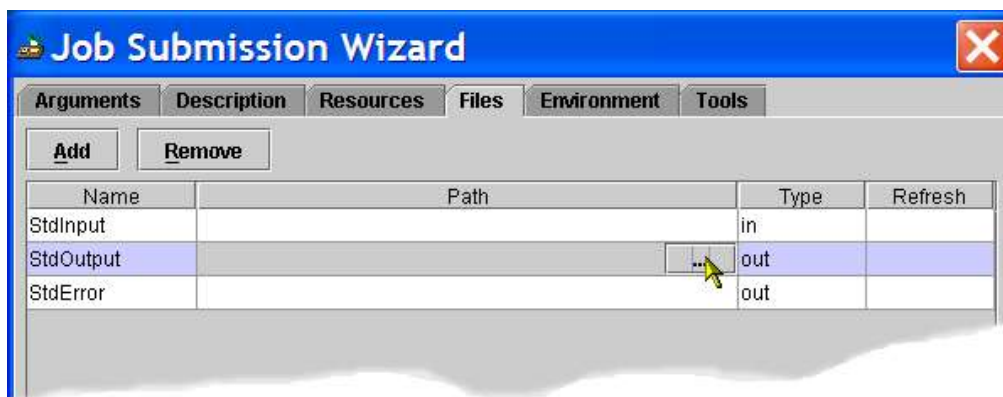 Job Submission Wizard
Arguments Description Resources Files Environment Tools
Add Remove
Name Path Type Refresh
StdInput in
StdOutput ... out
StdError out